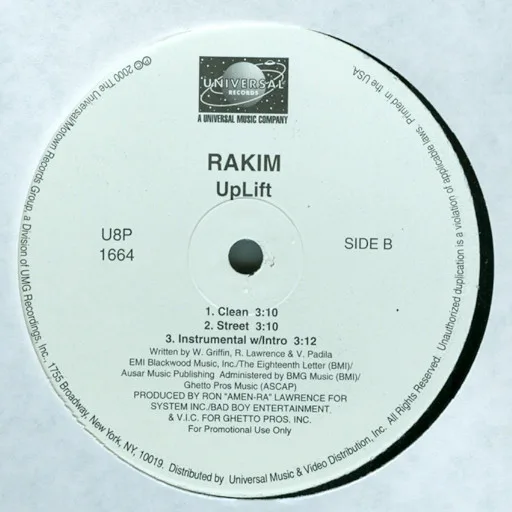 UNIVERSAL
RECORDS
A UNIVERSAL MUSIC COMPANY
RAKIM
UpLift
U8P
1664
SIDE B
1. Clean 3:10
2. Street 3:10
3. Instrumental w/Intro 3:12
Written by W. Griffin, R. Lawrence & V. Padila
EMI Blackwood Music, Inc./The Eighteenth Letter (BMI)/
Ausar Music Publishing Administered by BMG Music (BMI)/
Ghetto Pros Music (ASCAP)
PRODUCED BY RON "AMEN-RA" LAWRENCE FOR
SYSTEM INC./BAD BOY ENTERTAINMENT
& V.I.C. FOR GHETTO PROS. INC.
For Promotional Use Only
℗© 2000 The Universal/Motown Records Group, a Division of UMG Recordings, Inc., 1755 Broadway, New York, NY, 10019. Distributed by Universal Music & Video Distribution, Inc. All Rights Reserved. Unauthorized duplication is a violation of applicable laws. Printed in the USA.